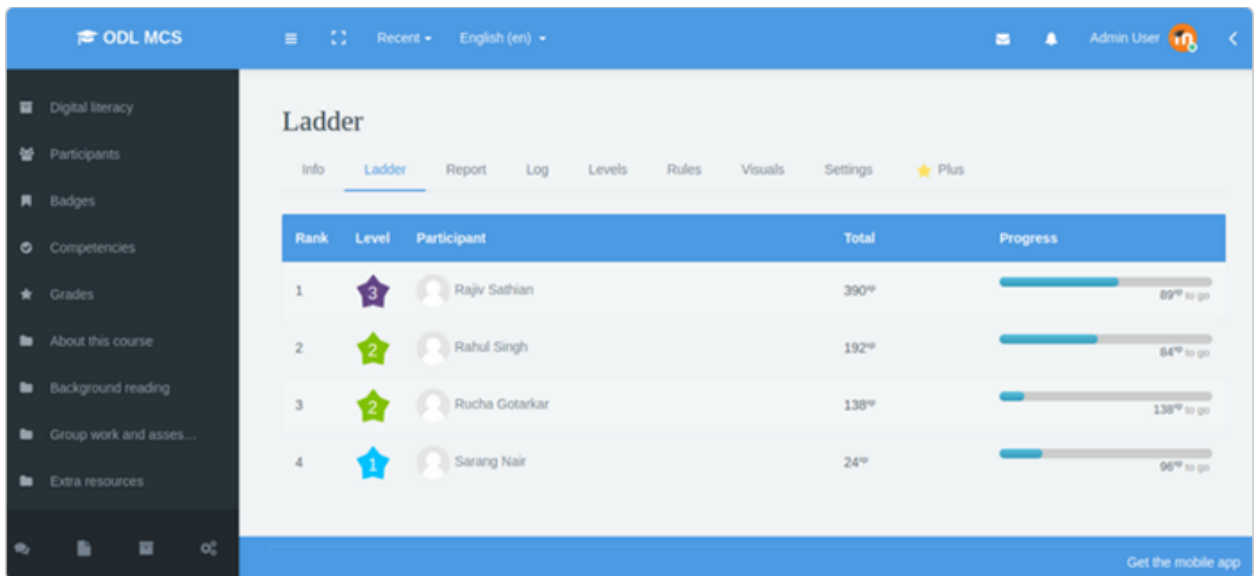 ODL MCS
Recent
English (en)
Admin User
Digital literacy
Participants
Badges
Competencies
Grades
About this course
Background reading
Group work and asses...
Extra resources
Ladder
Info Ladder Report Log Levels Rules Visuals Settings Plus
Rank Level Participant Total Progress
1 3 Rajiv Sathian 390xp
89xp to go
2 2 Rahul Singh 192xp
84xp to go
3 2 Rucha Gotarkar 138xp
138xp to go
4 1 Sarang Nair 24xp
96xp to go
Get the mobile app